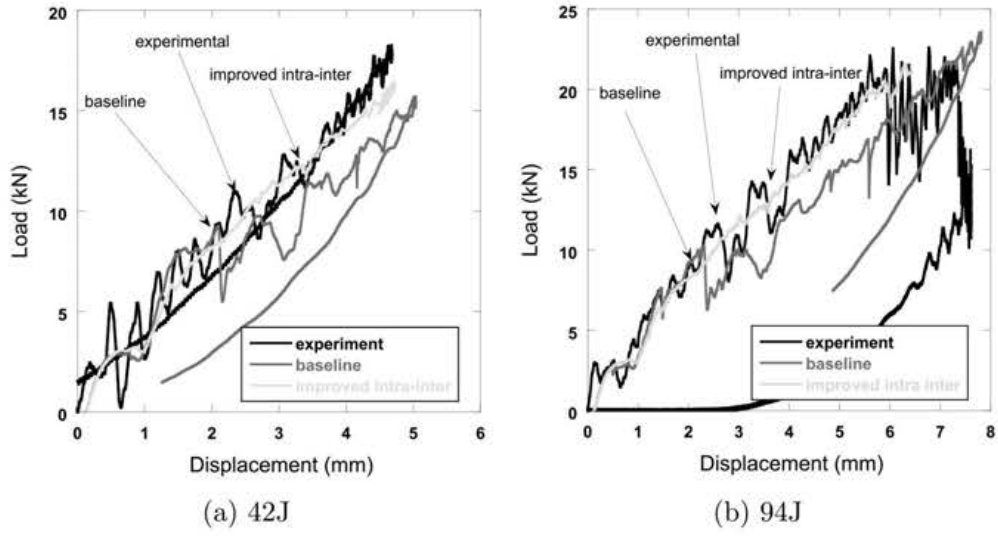 20
15
10
5
0
0 1 2 3 4 5 6
Load (kN)
Displacement (mm)
experimental
improved intra-inter
baseline
experiment
baseline
improved intra-inter
(a) 42J
25
20
15
10
5
0
0 1 2 3 4 5 6 7 8
Load (kN)
Displacement (mm)
experimental
improved intra-inter
baseline
experiment
baseline
improved intra inter
(b) 94J